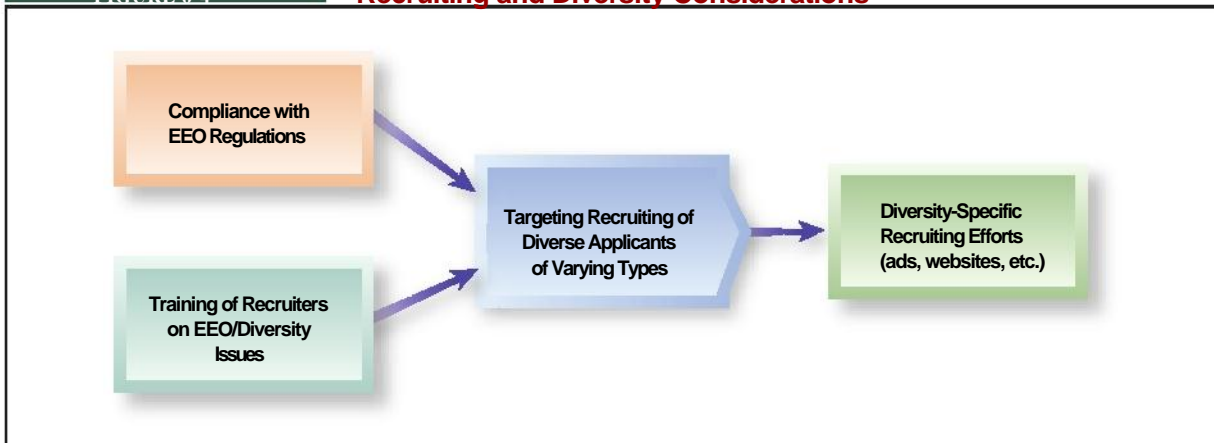 Recruiting and Diversity Considerations
Compliance with
EEO Regulations
Training of Recruiters
on EEO/Diversity
Issues
Targeting Recruiting of
Diverse Applicants
of Varying Types
Diversity-Specific
Recruiting Efforts
(ads, websites, etc.)